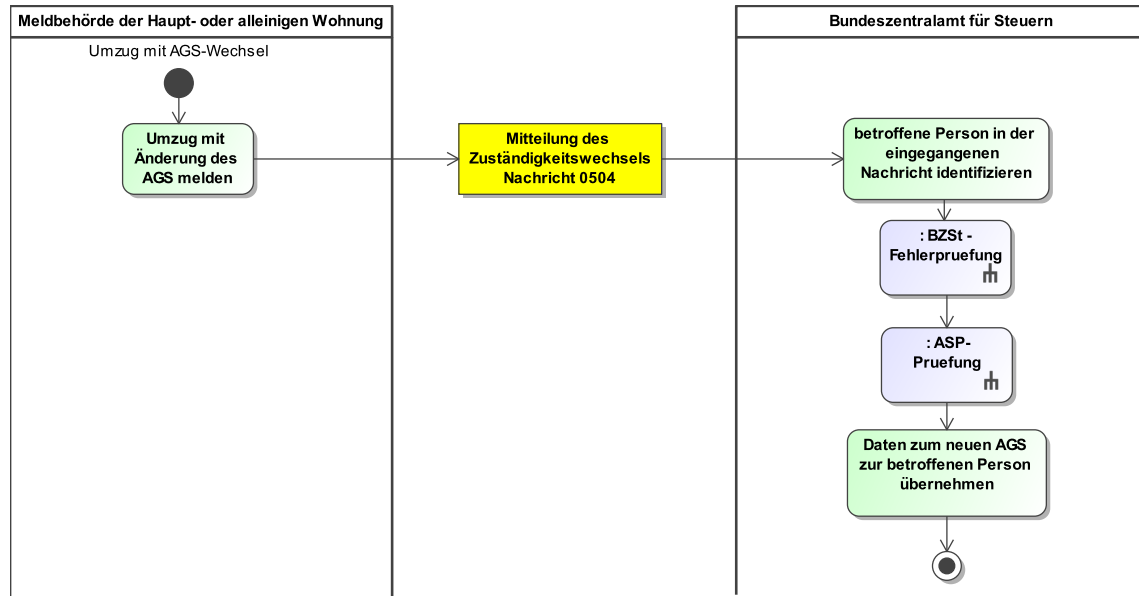 Meldbehörde der Haupt- oder alleinigen Wohnung
Bundeszentralamt für Steuern
Umzug mit AGS-Wechsel
Umzug mit
Änderung des
AGS melden
Mitteilung des
Zuständigkeitswechsels
Nachricht 0504
betroffene Person in der
eingegangenen
Nachricht identifizieren
: BZSt -
Fehlerpruefung
: ASP-
Pruefung
Daten zum neuen AGS
zur betroffenen Person
übernehmen